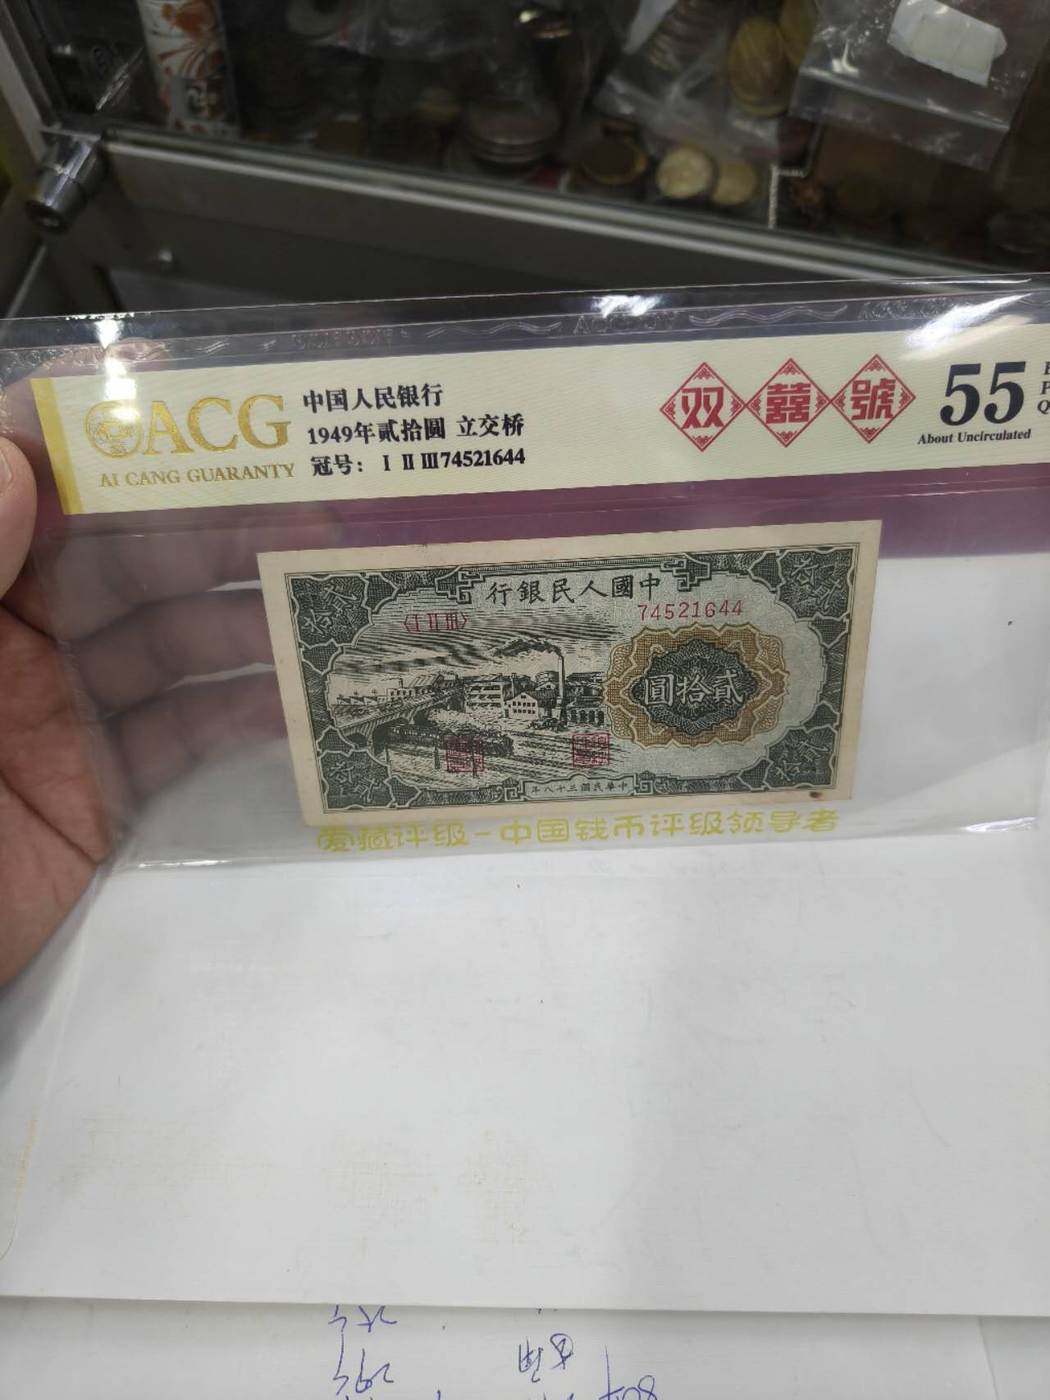 ACG
AI CANG GUARANTY
中国人民银行
1949年貳拾圆 立交桥
冠号: Ⅰ Ⅱ Ⅲ74521644
双囍號
55
About Uncirculated
行銀民人國中
〈Ⅰ Ⅱ Ⅲ〉
74521644
圓拾貳
年八十三國民華中
爱藏评级-中国钱币评级领导者